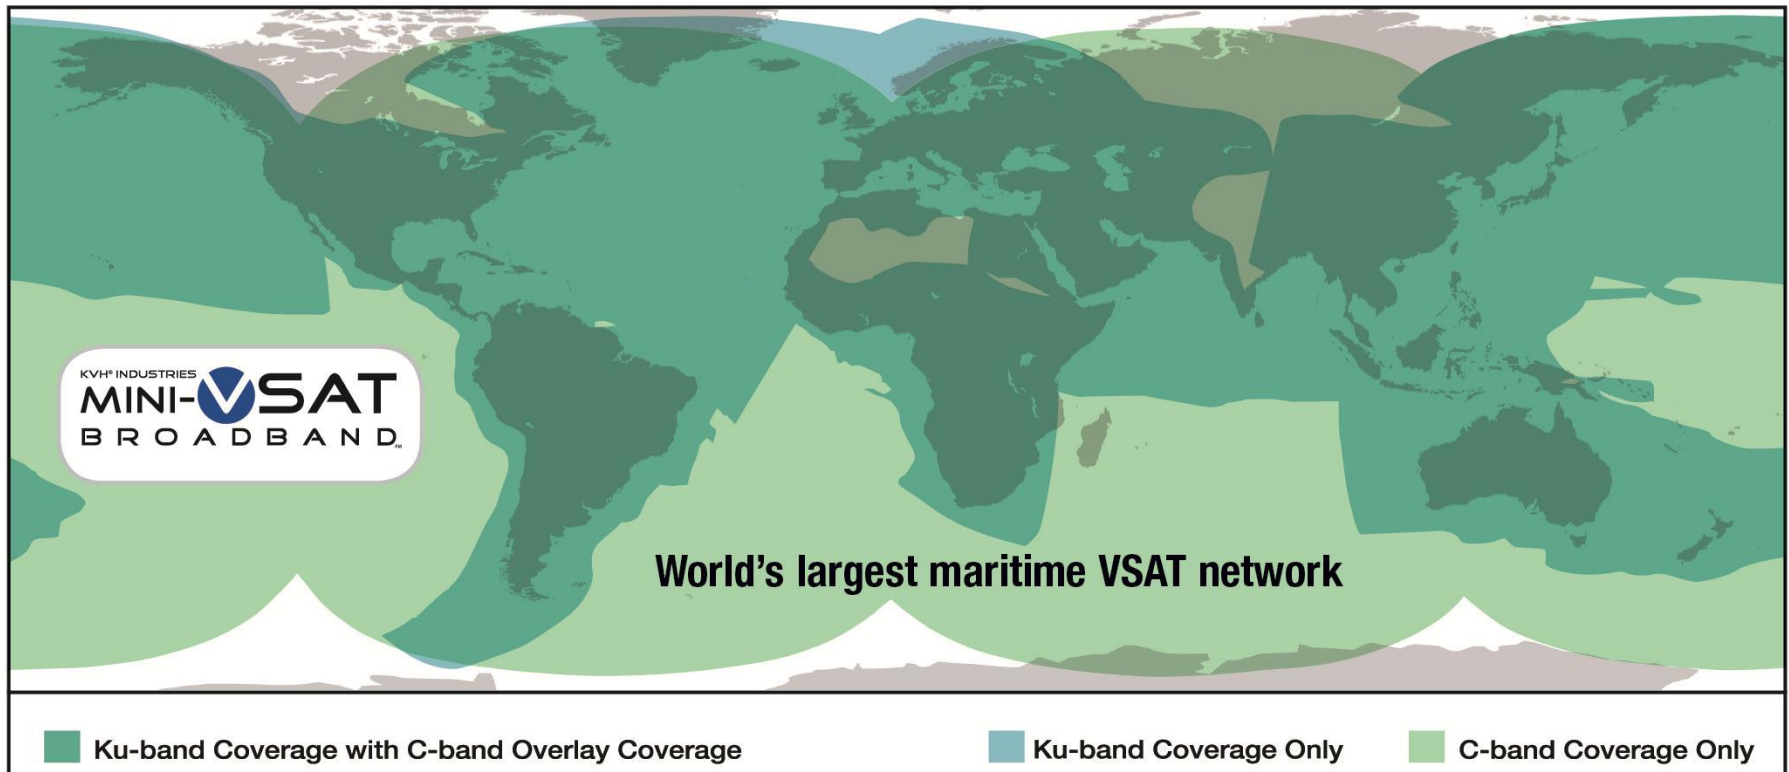 KVH® INDUSTRIES
MINI-VSAT
BROADBAND™
World's largest maritime VSAT network
Ku-band Coverage with C-band Overlay Coverage
Ku-band Coverage Only
C-band Coverage Only